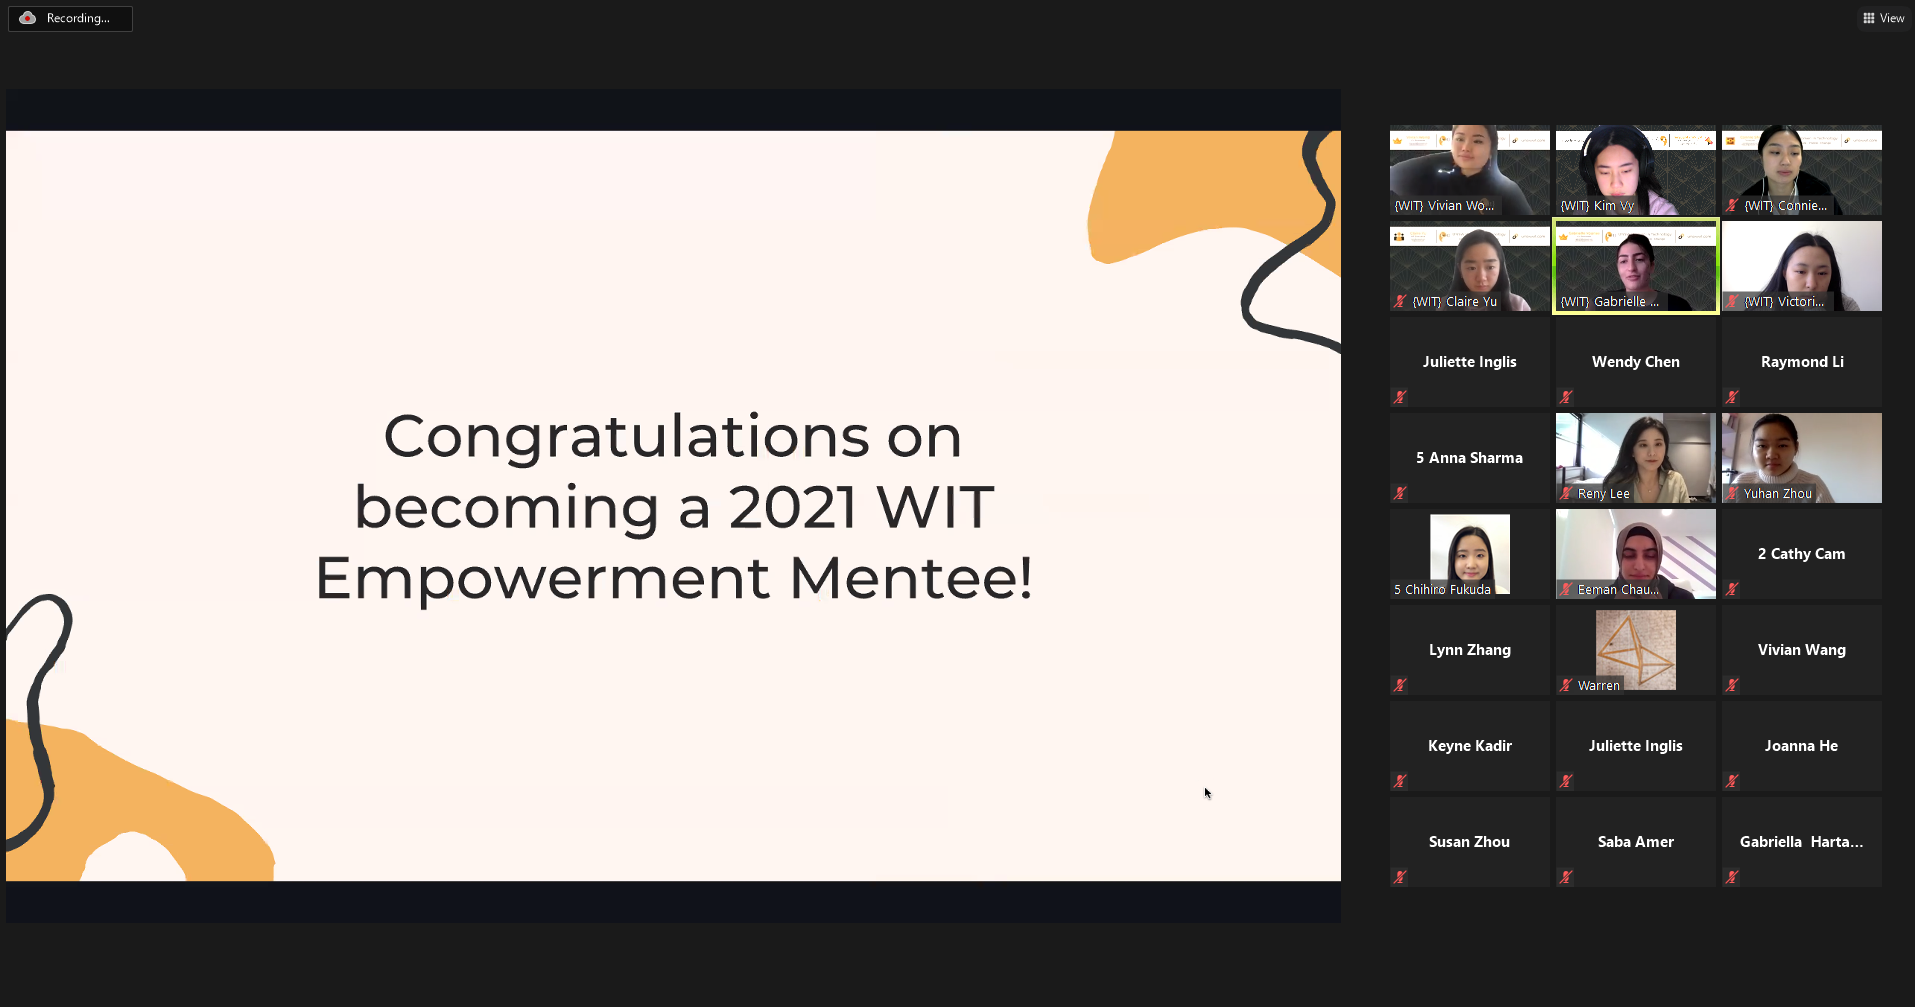 Recording...
View
Congratulations on
becoming a 2021 WIT
Empowerment Mentee!
{WIT} Vivian Wo...
{WIT} Kim Vy
{WIT} Connie...
{WIT} Claire Yu
{WIT} Gabrielle ...
{WIT} Victori...
Juliette Inglis
Wendy Chen
Raymond Li
5 Anna Sharma
Reny Lee
Yuhan Zhou
5 Chihiro Fukuda
Eeman Chau...
2 Cathy Cam
Lynn Zhang
Warren
Vivian Wang
Keyne Kadir
Juliette Inglis
Joanna He
Susan Zhou
Saba Amer
Gabriella Harta...